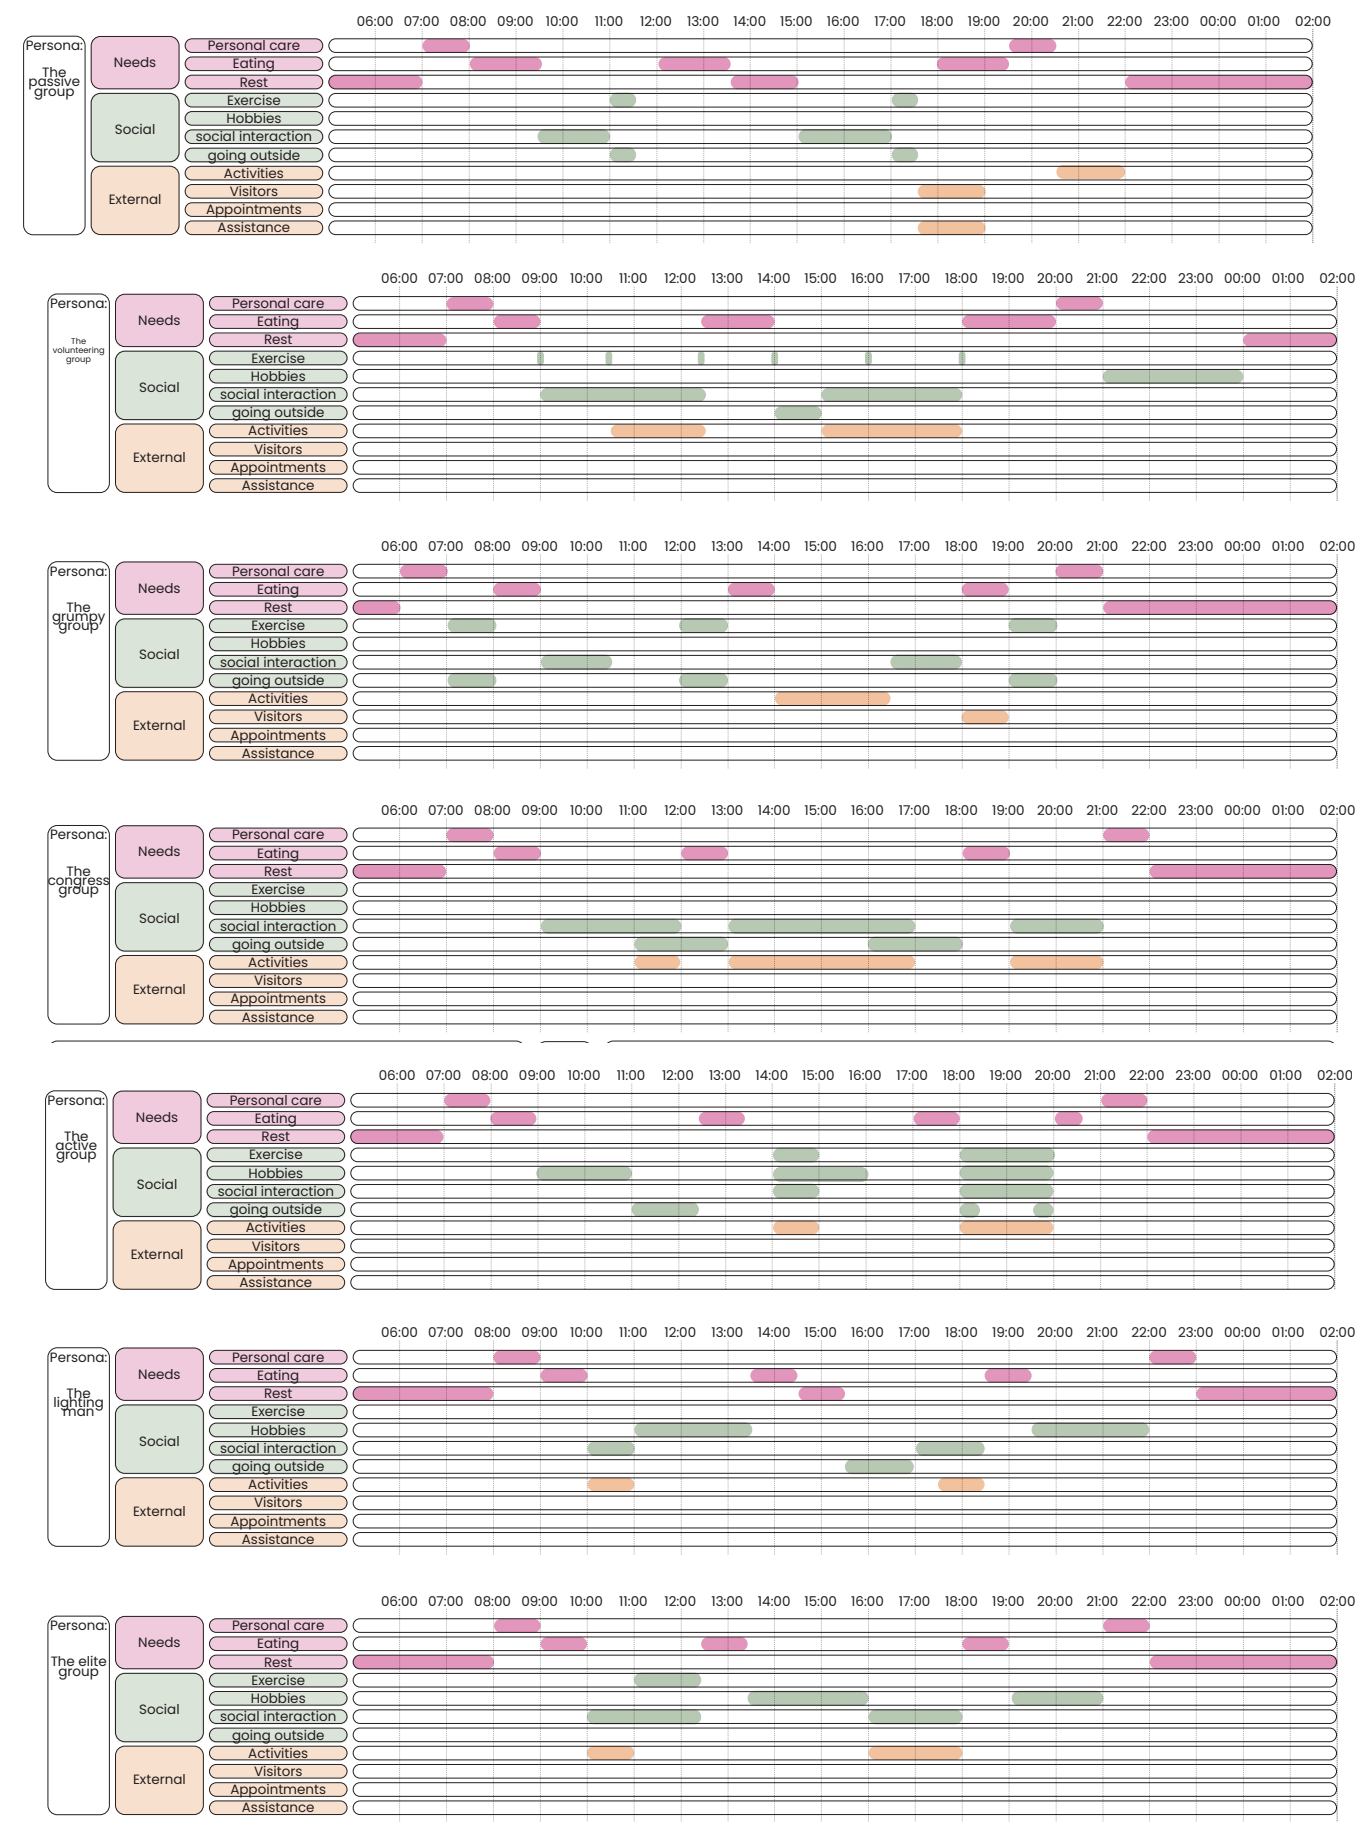 06:00 07:00 08:00 09:00 10:00 11:00 12:00 13:00 14:00 15:00 16:00 17:00 18:00 19:00 20:00 21:00 22:00 23:00 00:00 01:00 02:00
Persona:
The
passive
group
Needs
Personal care
Eating
Rest
Social
Exercise
Hobbies
social interaction
going outside
External
Activities
Visitors
Appointments
Assistance
06:00 07:00 08:00 09:00 10:00 11:00 12:00 13:00 14:00 15:00 16:00 17:00 18:00 19:00 20:00 21:00 22:00 23:00 00:00 01:00 02:00
Persona:
The
volunteering
group
Needs
Personal care
Eating
Rest
Social
Exercise
Hobbies
social interaction
going outside
External
Activities
Visitors
Appointments
Assistance
06:00 07:00 08:00 09:00 10:00 11:00 12:00 13:00 14:00 15:00 16:00 17:00 18:00 19:00 20:00 21:00 22:00 23:00 00:00 01:00 02:00
Persona:
The
grumpy
group
Needs
Personal care
Eating
Rest
Social
Exercise
Hobbies
social interaction
going outside
External
Activities
Visitors
Appointments
Assistance
06:00 07:00 08:00 09:00 10:00 11:00 12:00 13:00 14:00 15:00 16:00 17:00 18:00 19:00 20:00 21:00 22:00 23:00 00:00 01:00 02:00
Persona:
The
congress
group
Needs
Personal care
Eating
Rest
Social
Exercise
Hobbies
social interaction
going outside
External
Activities
Visitors
Appointments
Assistance
06:00 07:00 08:00 09:00 10:00 11:00 12:00 13:00 14:00 15:00 16:00 17:00 18:00 19:00 20:00 21:00 22:00 23:00 00:00 01:00 02:00
Persona:
The
active
group
Needs
Personal care
Eating
Rest
Social
Exercise
Hobbies
social interaction
going outside
External
Activities
Visitors
Appointments
Assistance
06:00 07:00 08:00 09:00 10:00 11:00 12:00 13:00 14:00 15:00 16:00 17:00 18:00 19:00 20:00 21:00 22:00 23:00 00:00 01:00 02:00
Persona:
The
lighting
man
Needs
Personal care
Eating
Rest
Social
Exercise
Hobbies
social interaction
going outside
External
Activities
Visitors
Appointments
Assistance
06:00 07:00 08:00 09:00 10:00 11:00 12:00 13:00 14:00 15:00 16:00 17:00 18:00 19:00 20:00 21:00 22:00 23:00 00:00 01:00 02:00
Persona:
The elite
group
Needs
Personal care
Eating
Rest
Social
Exercise
Hobbies
social interaction
going outside
External
Activities
Visitors
Appointments
Assistance